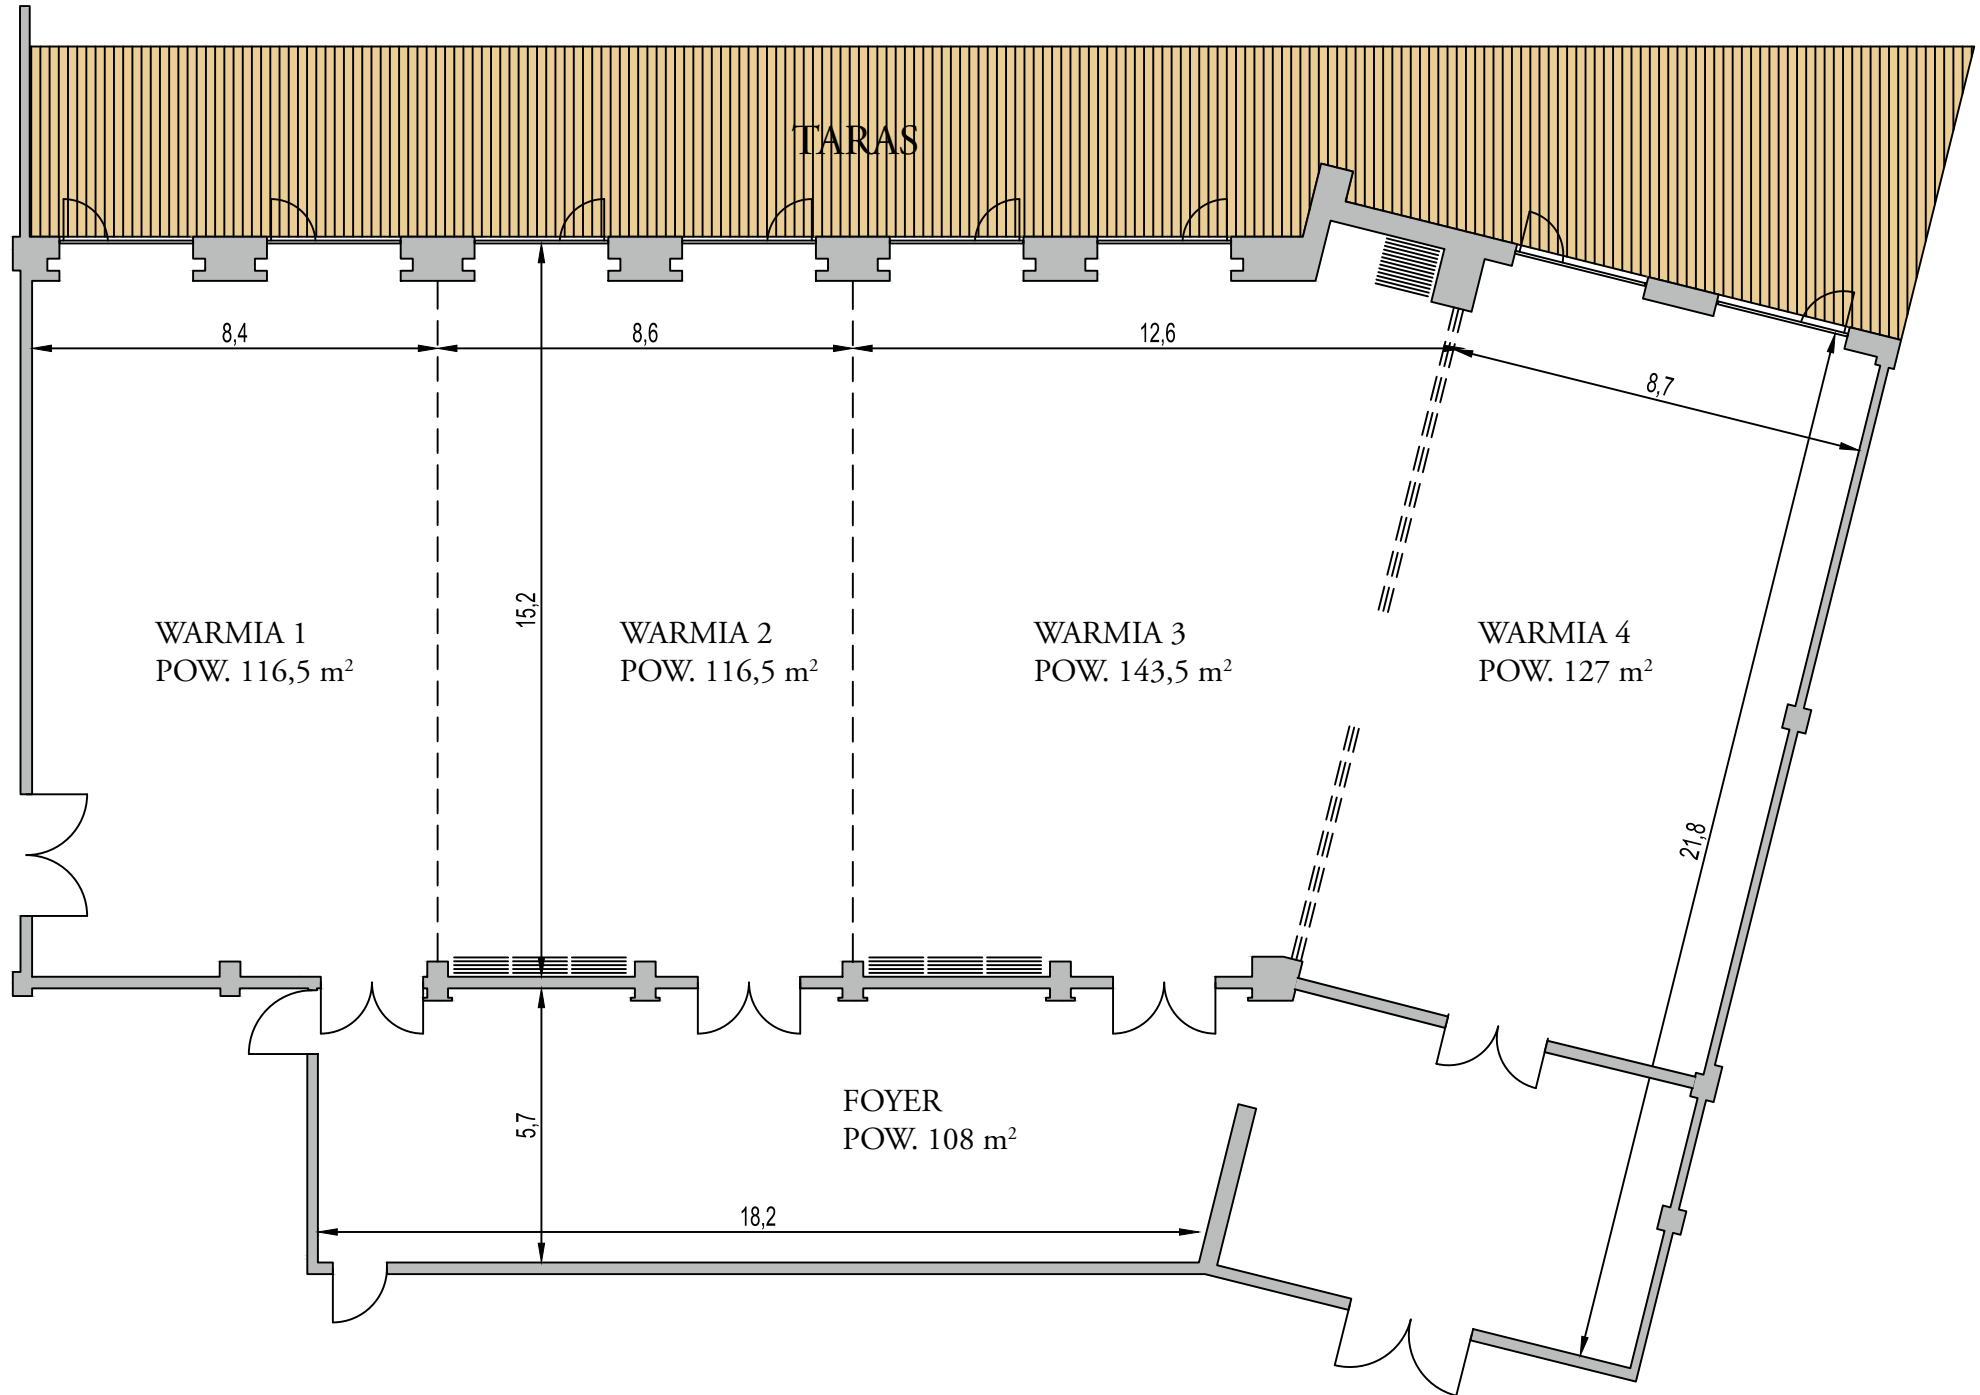 TARAS
8,4
8,6
12,6
8,7
15,2
WARMIA 1
POW. 116,5 m²
WARMIA 2
POW. 116,5 m²
WARMIA 3
POW. 143,5 m²
WARMIA 4
POW. 127 m²
21,8
FOYER
POW. 108 m²
5,7
18,2